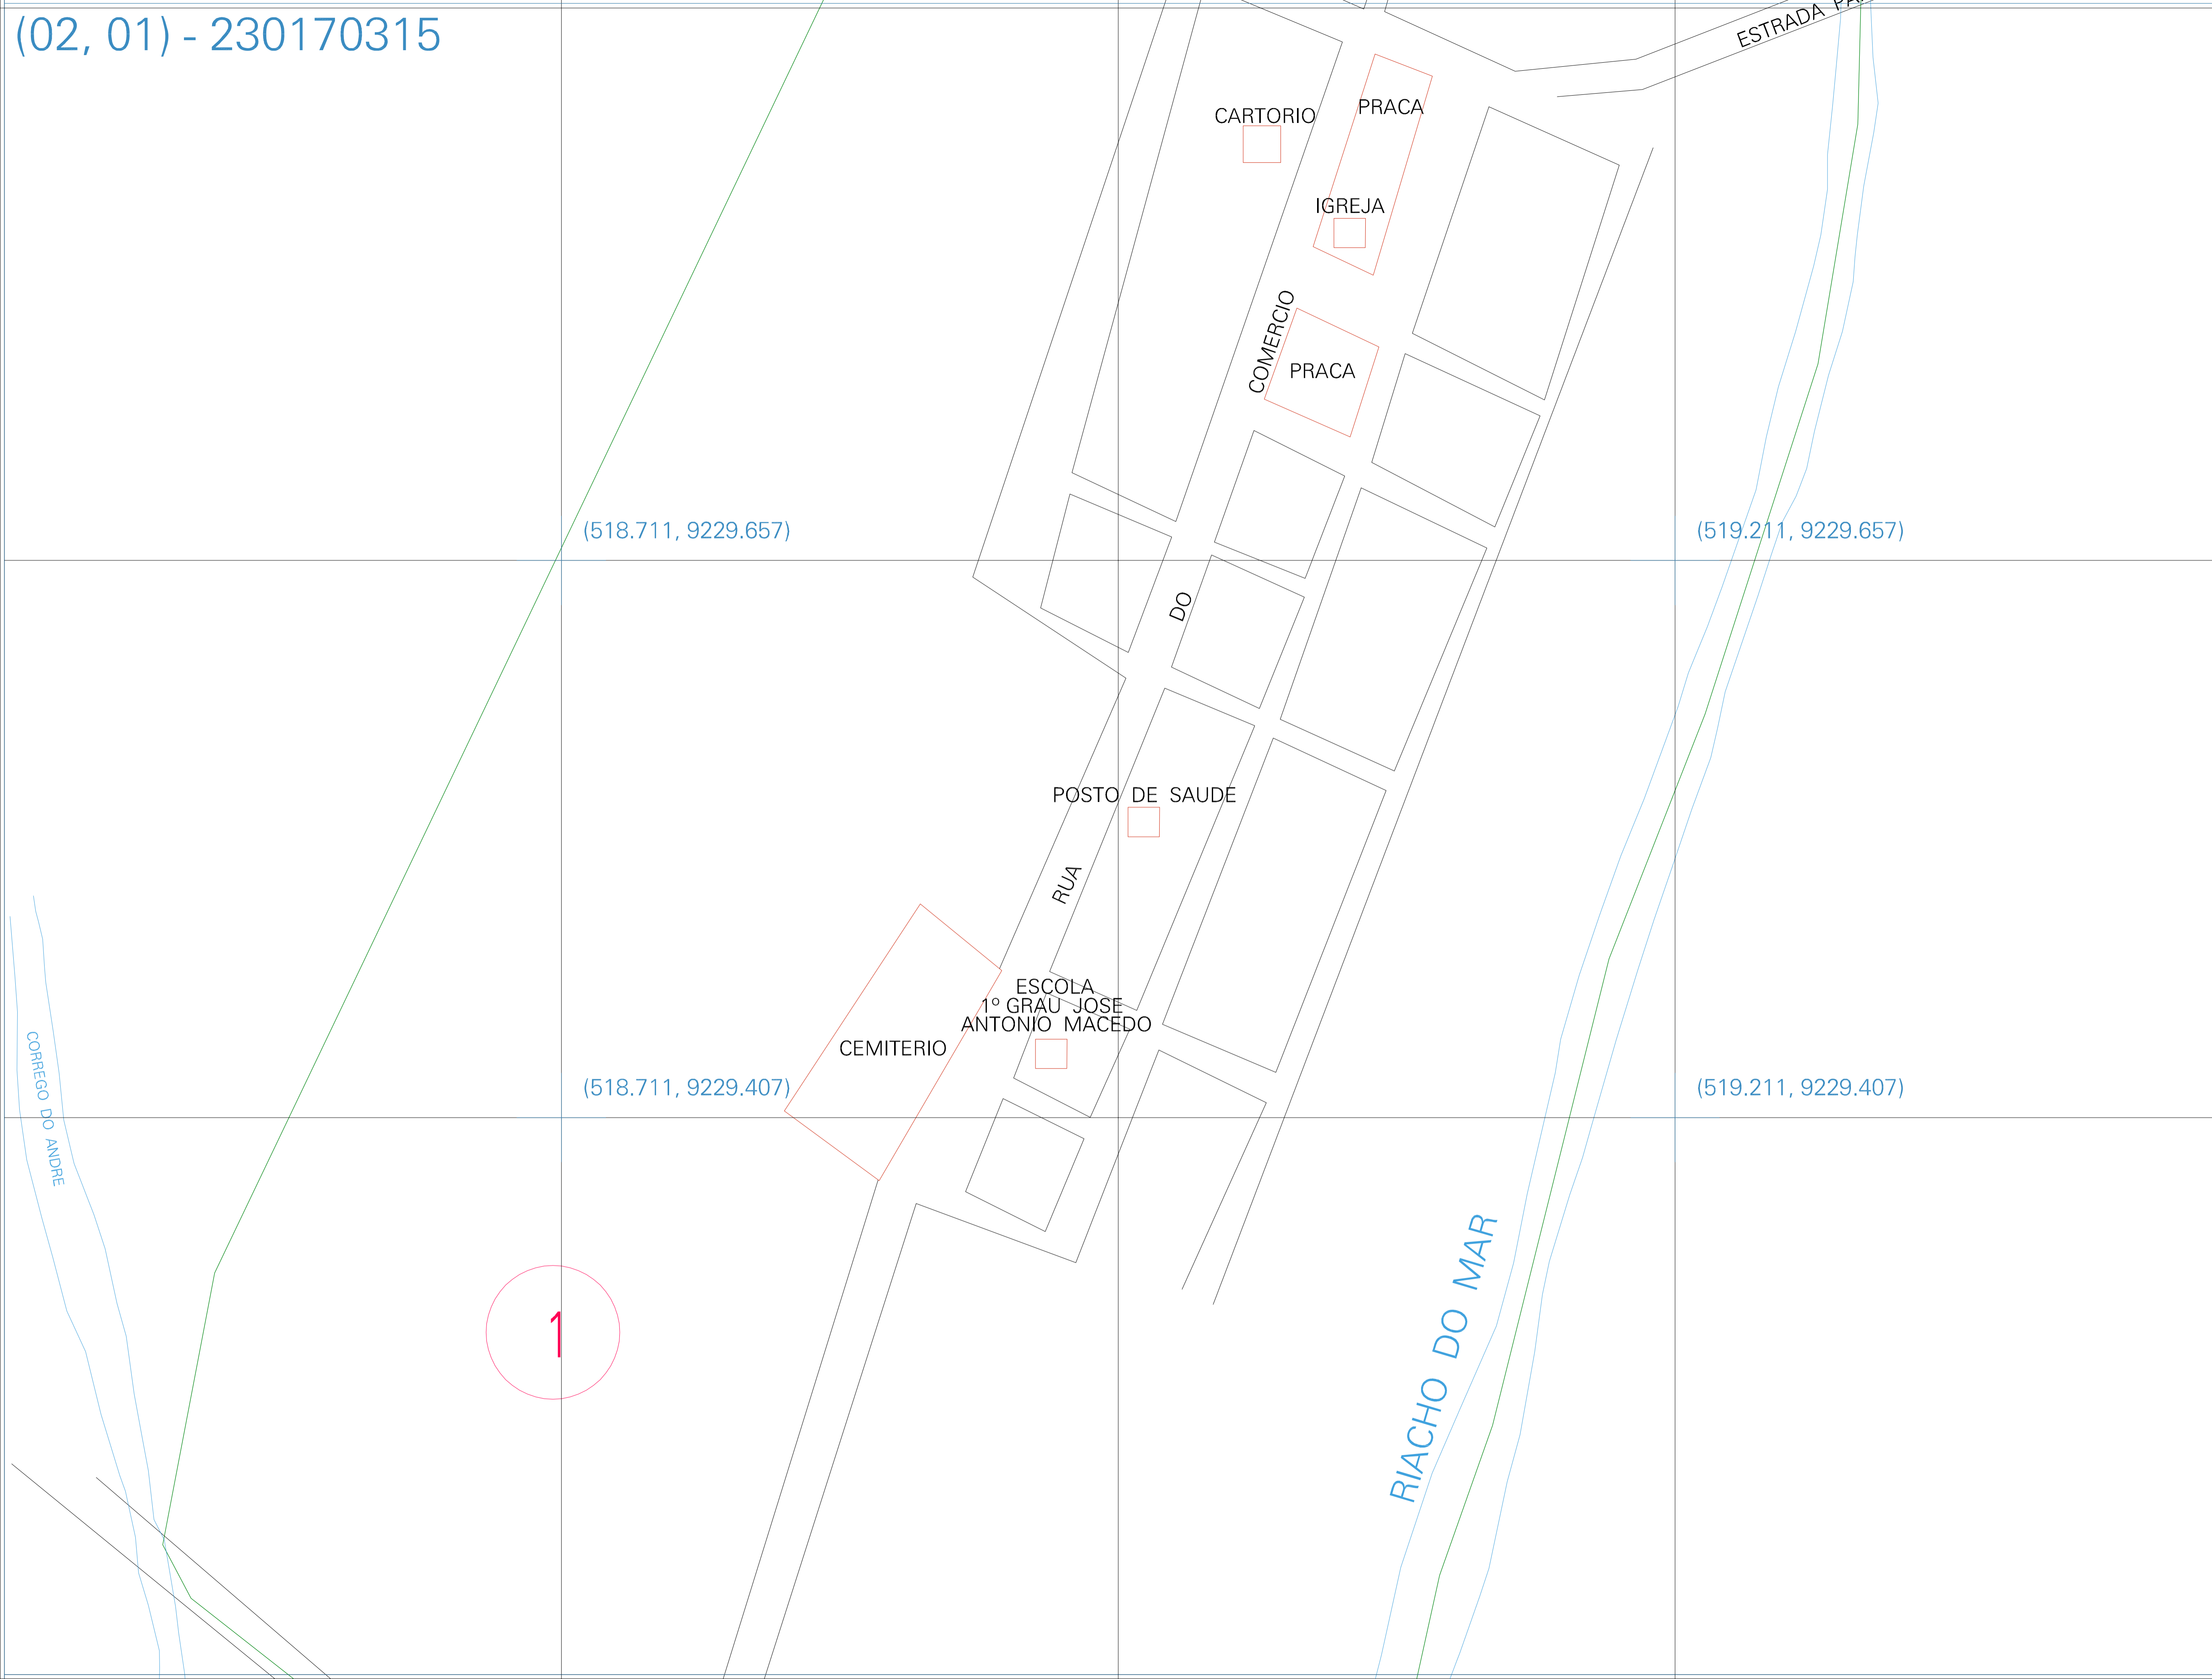 (02, 01) - 230170315
ESTRADA
CARTORIO
PRACA
IGREJA
COMERCIO
PRACA
(518.711, 9229.657)
(519.211, 9229.657)
DO
POSTO DE SAUDE
RUA
ESCOLA
1º GRAU JOSE
ANTONIO MACEDO
CEMITERIO
CORREGO DO ANDRE
(518.711, 9229.407)
(519.211, 9229.407)
RIACHO DO MAR
1